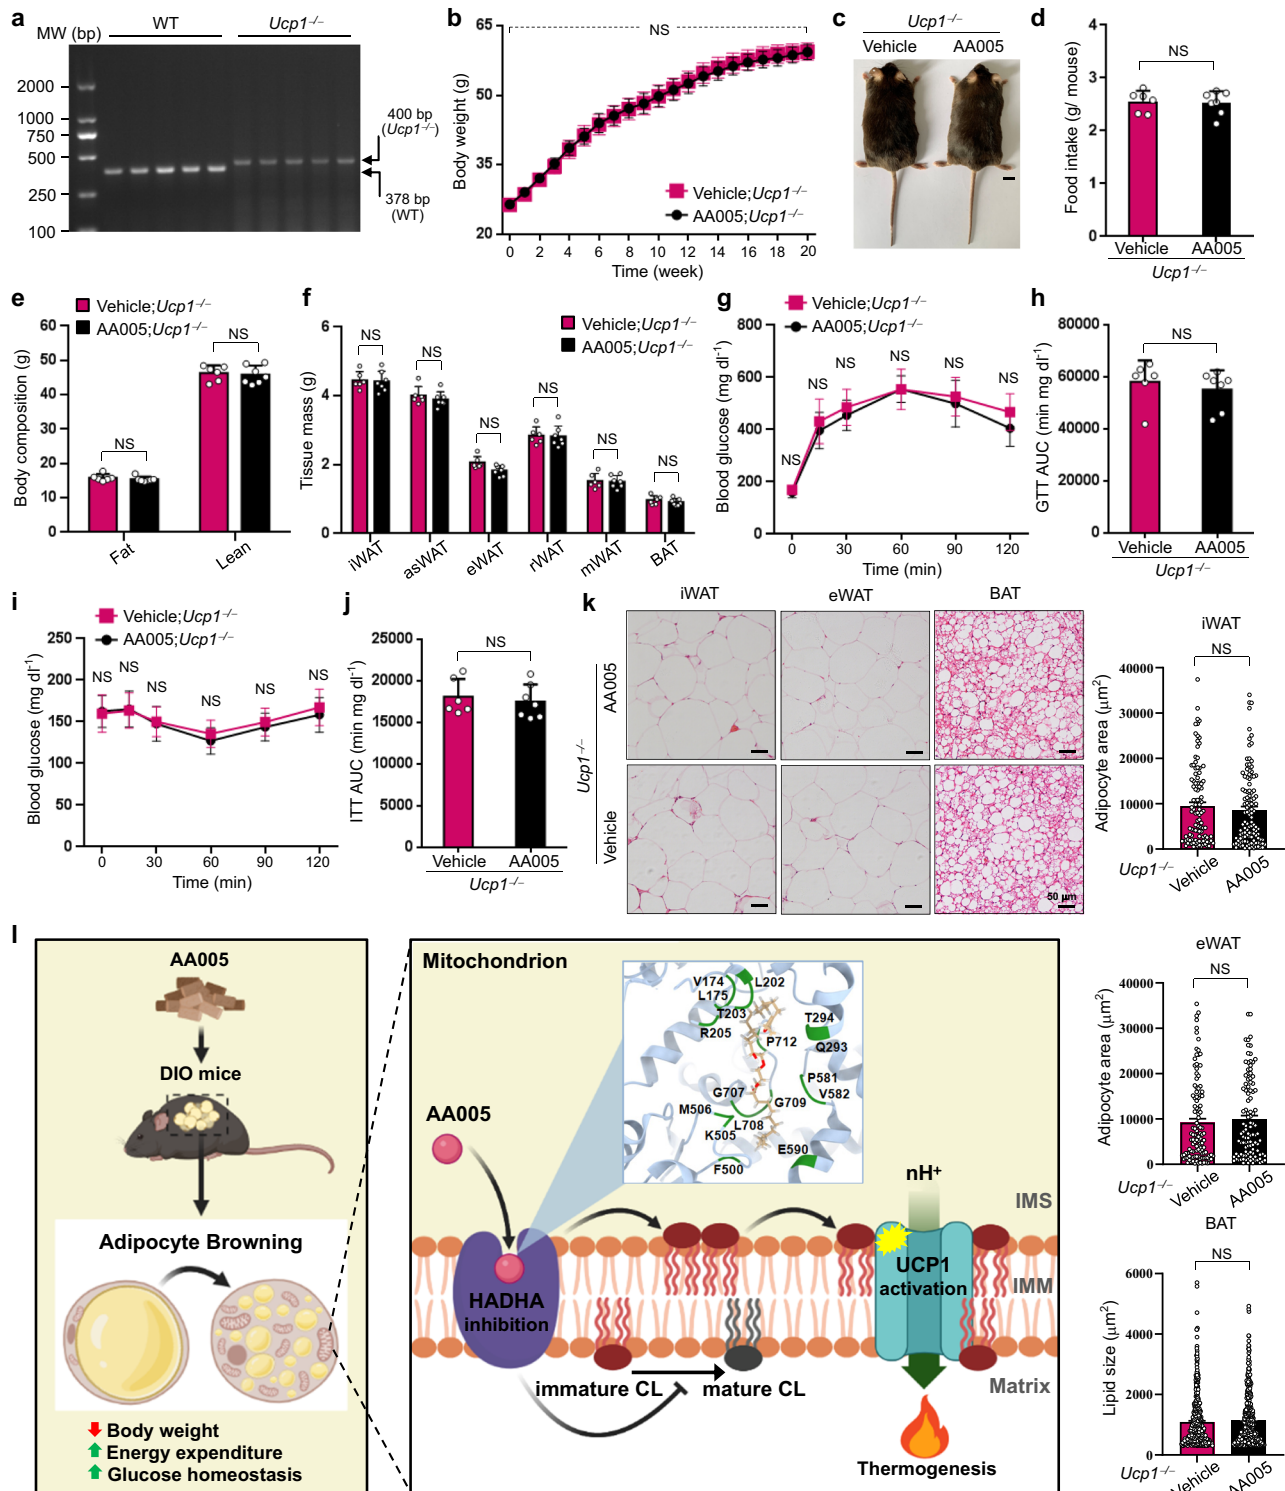 a
WT
Ucp1⁻/⁻
MW (bp)
2000
1000
750
500
250
100
400 bp
(Ucp1⁻/⁻)
378 bp
(WT)
b
NS
65
50
35
20
Body weight (g)
Vehicle;Ucp1⁻/⁻
AA005;Ucp1⁻/⁻
0 2 4 6 8 10 12 14 16 18 20
Time (week)
c
Ucp1⁻/⁻
Vehicle AA005
d
4
3
2
1
0
Food intake (g/ mouse)
NS
Vehicle AA005
Ucp1⁻/⁻
e
Vehicle;Ucp1⁻/⁻
AA005;Ucp1⁻/⁻
60
50
40
30
20
10
0
Body composition (g)
NS
NS
Fat Lean
f
Vehicle;Ucp1⁻/⁻
AA005;Ucp1⁻/⁻
6
4
2
0
Tissue mass (g)
NS NS NS NS NS NS
iWAT asWAT eWAT rWAT mWAT BAT
g
Vehicle;Ucp1⁻/⁻
AA005;Ucp1⁻/⁻
800
600
400
200
0
Blood glucose (mg dl⁻¹)
NS NS NS NS NS NS
0 30 60 90 120
Time (min)
h
80000
60000
40000
20000
0
GTT AUC (min mg dl⁻¹)
NS
Vehicle AA005
Ucp1⁻/⁻
i
Vehicle;Ucp1⁻/⁻
AA005;Ucp1⁻/⁻
250
200
150
100
50
0
Blood glucose (mg dl⁻¹)
NS NS NS NS NS NS
0 30 60 90 120
Time (min)
j
25000
20000
15000
10000
5000
0
ITT AUC (min mg dl⁻¹)
NS
Vehicle AA005
Ucp1⁻/⁻
k
iWAT eWAT BAT
AA005
Vehicle
Ucp1⁻/⁻
50 μm
iWAT
NS
40000
30000
20000
10000
0
Adipocyte area (μm²)
Ucp1⁻/⁻ Vehicle AA005
eWAT
NS
40000
30000
20000
10000
0
Adipocyte area (μm²)
Ucp1⁻/⁻ Vehicle AA005
BAT
NS
6000
4000
2000
0
Lipid size (μm²)
Ucp1⁻/⁻ Vehicle AA005
l
AA005
DIO mice
Adipocyte Browning
Body weight
Energy expenditure
Glucose homeostasis
Mitochondrion
V174
L202
L175
T203
R205
P712
T294
Q293
P581
V582
G707
G709
M506
L708
K505
E590
F500
AA005
nH⁺
IMS
HADHA
inhibition
UCP1
activation
IMM
immature CL
mature CL
Matrix
Thermogenesis